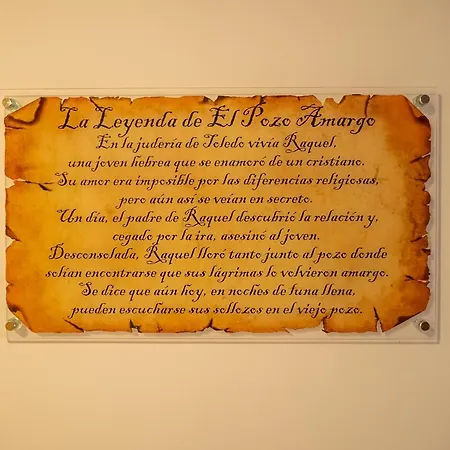 La Leyenda de El Pozo Amargo
En la judería de Toledo vivía Raquel,
una joven hebrea que se enamoró de un cristiano.
Su amor era imposible por las diferencias religiosas,
pero aún así se veían en secreto.
Un día, el padre de Raquel descubrió la relación y,
cegado por la ira, asesinó al joven.
Desconsolada, Raquel lloró tanto junto al pozo donde
solían encontrarse que sus lágrimas lo volvieron amargo.
Se dice que aún hoy, en noches de luna llena,
pueden escucharse sus sollozos en el viejo pozo.